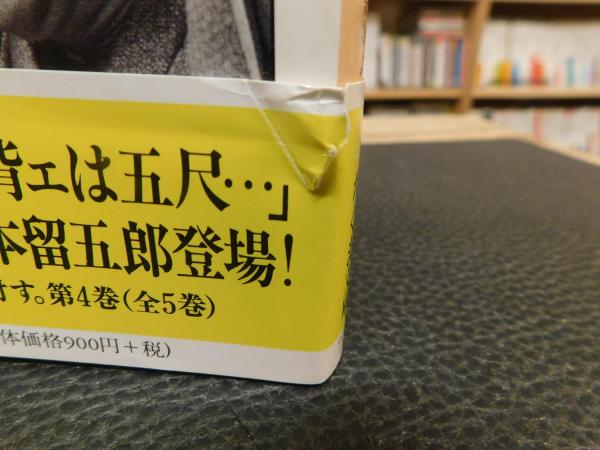 背ェは五尺…」
本留五郎登場!
す。第4巻(全5巻)
体価格900円+税)